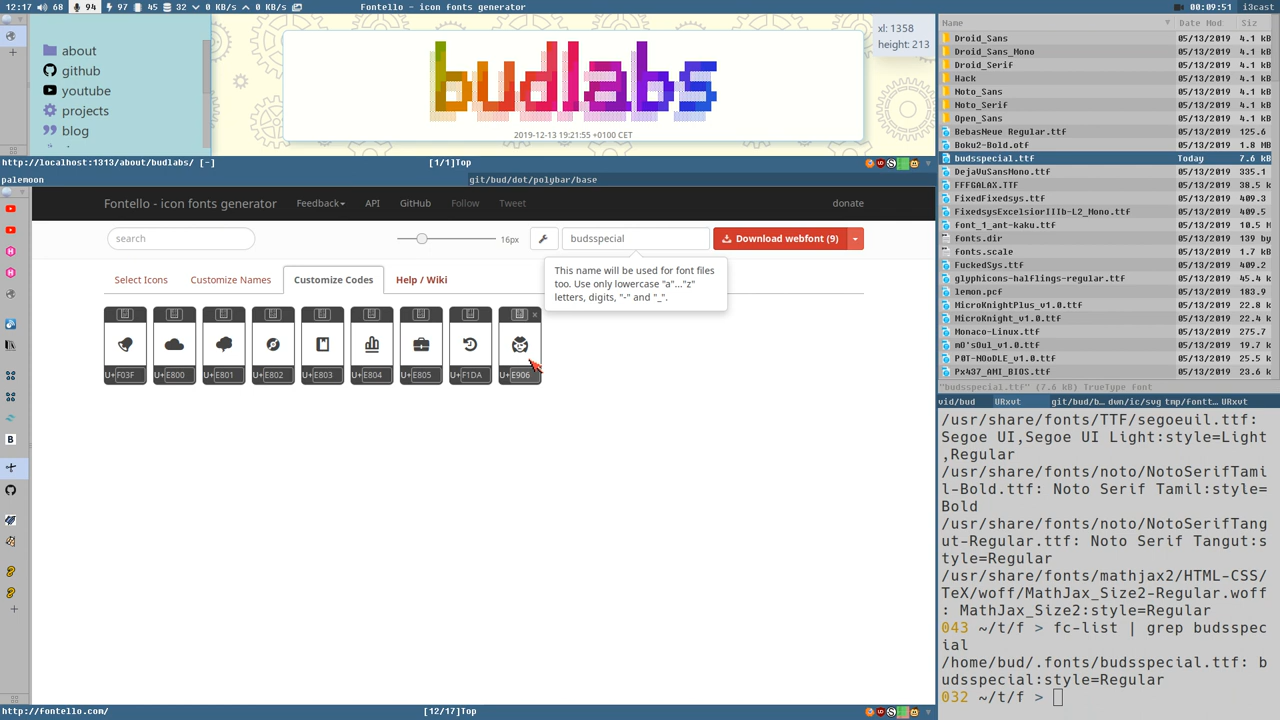 12:17 68 94 97 45 32 0 KB/s 0 KB/s Fontello - icon fonts generator 00:09:51 i3cast
about
github
youtube
projects
blog
budlabs
2019-12-13 19:21:55 +0100 CET
xl: 1358
height: 213
http://localhost:1313/about/budlabs/ [-] [1/1]Top
palemoon git/bud/dot/polybar/base
Fontello - icon fonts generator Feedback API GitHub Follow Tweet donate
search 16px budsspecial Download webfont (9)
This name will be used for font files
too. Use only lowercase "a"..."z"
letters, digits, "-" and "_".
Select Icons Customize Names Customize Codes Help / Wiki
U+F03F U+E800 U+E801 U+E802 U+E803 U+E804 U+E805 U+F1DA U+E906
http://fontello.com/ [12/17]Top
Name Date Mod Siz
Droid_Sans 05/13/2019 4.1 kB
Droid_Sans_Mono 05/13/2019 4.1 kB
Droid_Serif 05/13/2019 4.1 kB
Hack 05/13/2019 4.1 kB
Noto_Sans 05/13/2019 4.1 kB
Noto_Serif 05/13/2019 4.1 kB
Open_Sans 05/13/2019 4.1 kB
BebasNeue Regular.ttf 05/13/2019 125.6
Boku2-Bold.otf 05/13/2019 1.8 MB
budsspecial.ttf Today 7.6 kB
DejaVuSansMono.ttf 05/13/2019 335.1
FFFGALAX.TTF 05/13/2019 38.5 k
FixedFixedsys.ttf 05/13/2019 409.3
FixedsysExcelsiorIIIb-L2_Mono.ttf 05/13/2019 409.5
font_1_ant-kaku.ttf 05/13/2019 10.5 M
fonts.dir 05/13/2019 139 by
fonts.scale 05/13/2019 1.7 kB
FuckedSys.ttf 05/13/2019 409.2
glyphicons-halflings-regular.ttf 05/13/2019 45.4 k
lemon.pcf 05/13/2019 183.9
MicroKnightPlus_v1.0.ttf 05/13/2019 22.8 k
MicroKnight_v1.0.ttf 05/13/2019 22.4 k
Monaco-Linux.ttf 05/13/2019 275.7
mO'sOul_v1.0.ttf 05/13/2019 19.7 k
P0T-NOoDLE_v1.0.ttf 05/13/2019 55.5 k
Px437_AMI_BIOS.ttf 05/13/2019 23.6 k
"budsspecial.ttf" (7.6 kB) TrueType font
vid/bud URxvt git/bud/b… dwn/ic/svg tmp/fontt… URxvt
/usr/share/fonts/TTF/segoeuil.ttf:
Segoe UI,Segoe UI Light:style=Light
,Regular
/usr/share/fonts/noto/NotoSerifTami
l-Bold.ttf: Noto Serif Tamil:style=
Bold
/usr/share/fonts/noto/NotoSerifTang
ut-Regular.ttf: Noto Serif Tangut:s
tyle=Regular
/usr/share/fonts/mathjax2/HTML-CSS/
TeX/woff/MathJax_Size2-Regular.woff
: MathJax_Size2:style=Regular
043 ~/t/f > fc-list | grep budsspec
ial
/home/bud/.fonts/budsspecial.ttf: b
udsspecial:style=Regular
032 ~/t/f >